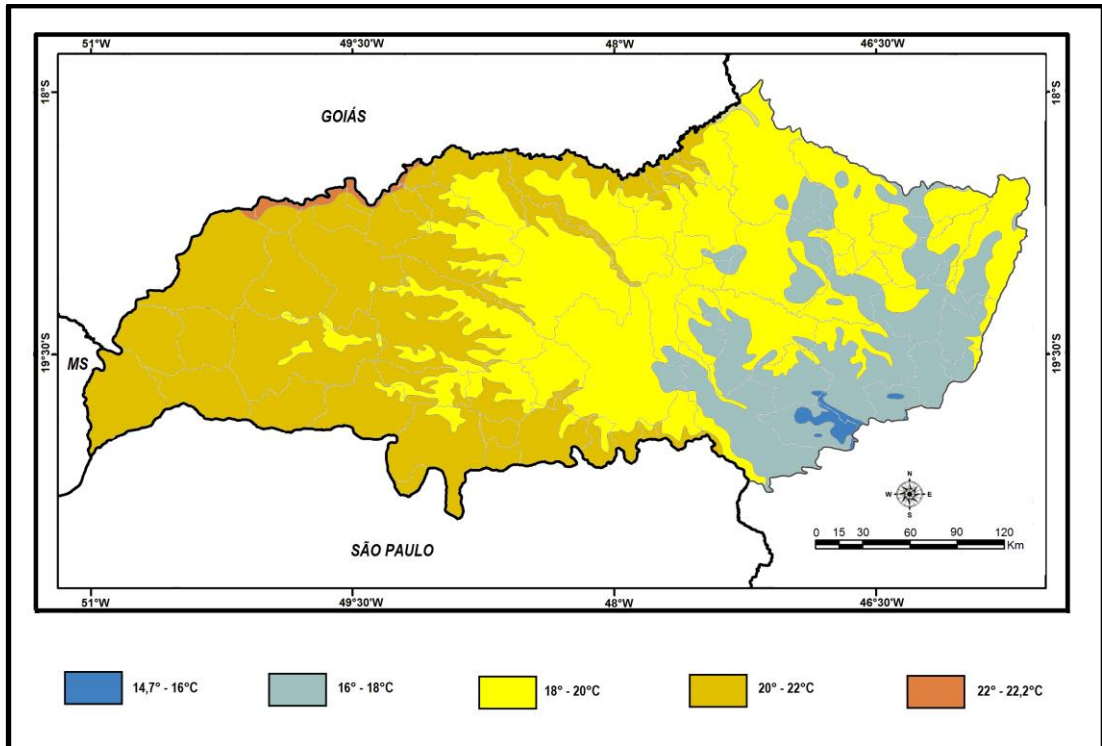 51°W 49°30'W 48°W 46°30'W
18°S 18°S
GOIÁS
19°30'S 19°30'S
MS
N
W E
S
0 15 30 60 90 120
Km
SÃO PAULO
51°W 49°30'W 48°W 46°30'W
14,7° - 16°C 16° - 18°C 18° - 20°C 20° - 22°C 22° - 22,2°C